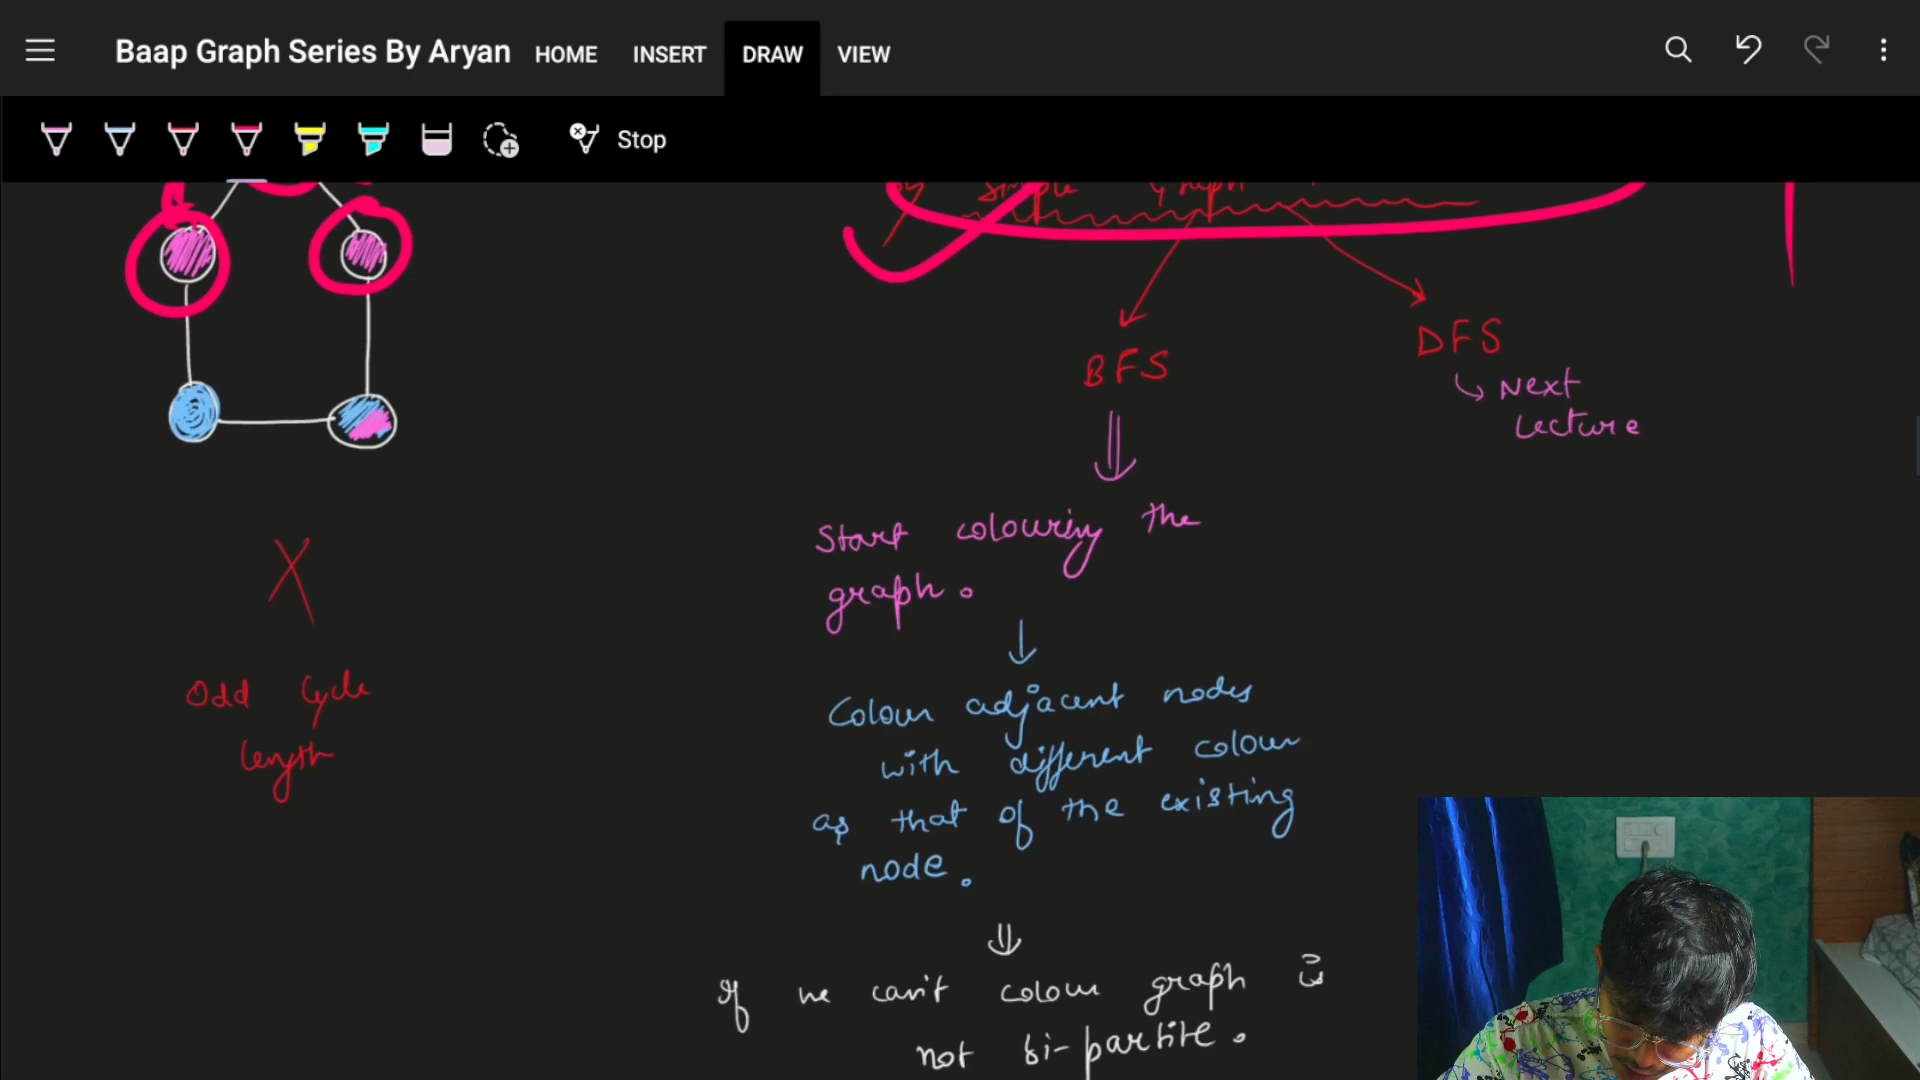 Baap Graph Series By Aryan HOME INSERT DRAW VIEW
Stop
Simple Graph
BFS
DFS
Next
Lecture
Start colouring the
graph.
Odd Cycle
length
Colour adjacent nodes
with different colour
as that of the existing
node.
If we can't colour graph is
not bi-partite.